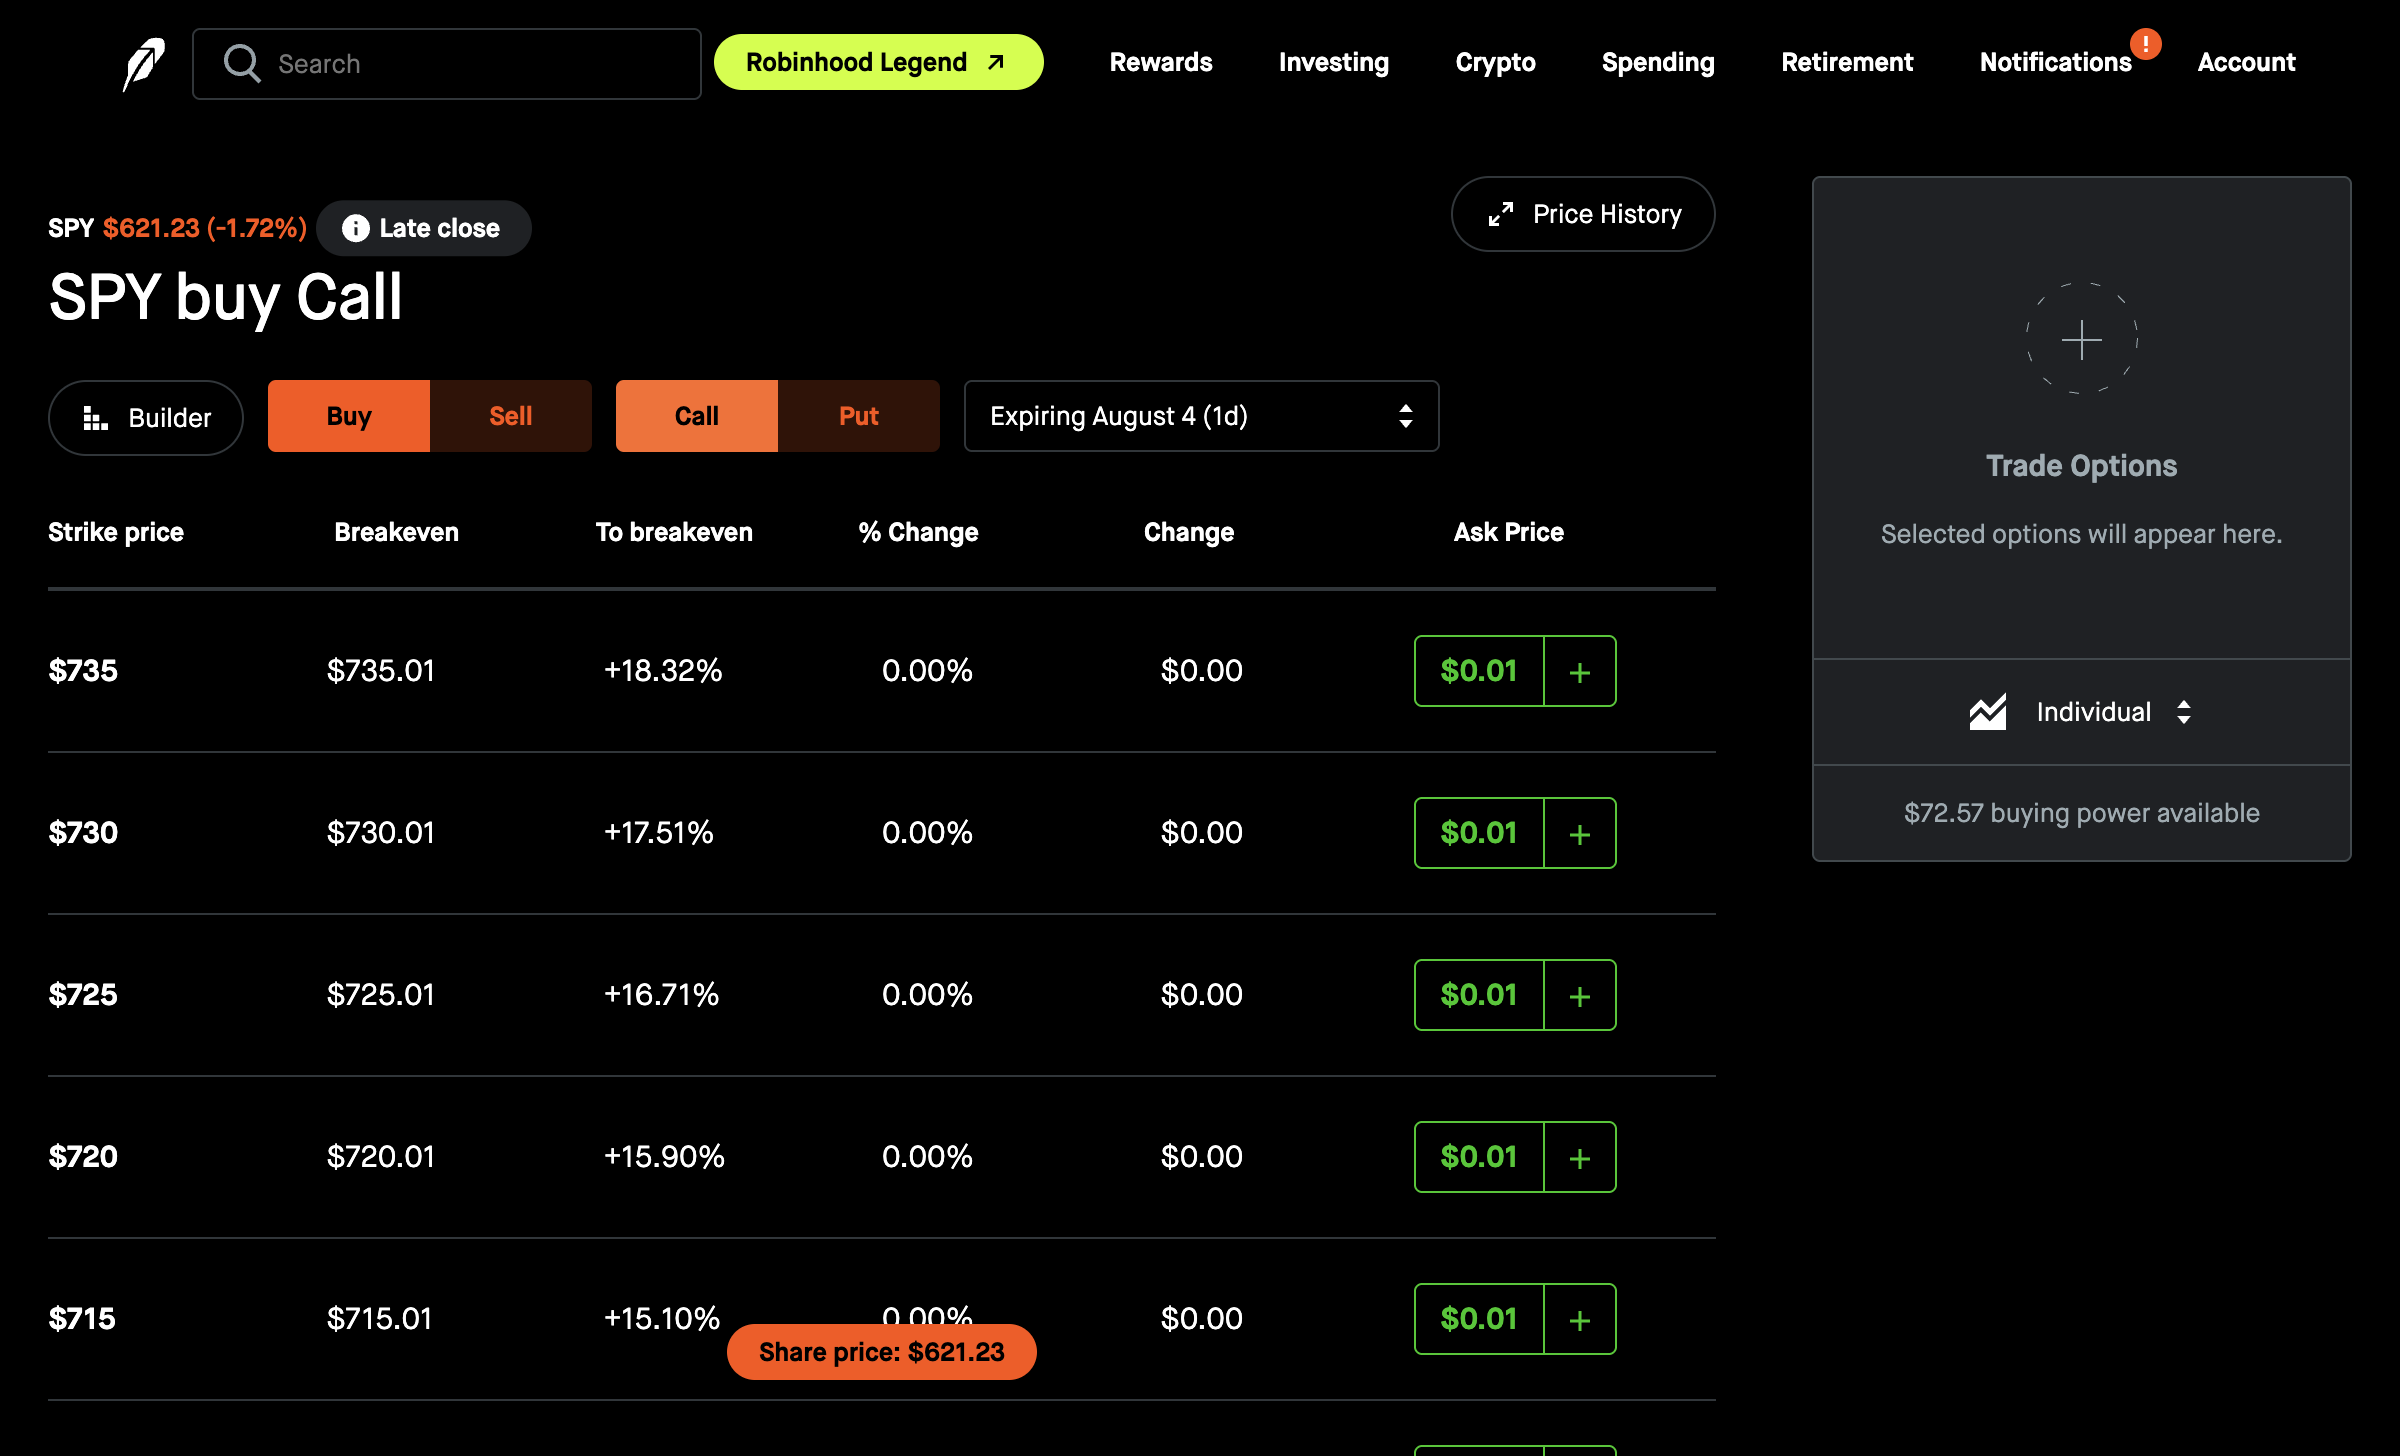 Search
Robinhood Legend
Rewards
Investing
Crypto
Spending
Retirement
Notifications
!
Account
SPY $621.23 (-1.72%) Late close
SPY buy Call
Price History
Builder
Buy
Sell
Call
Put
Expiring August 4 (1d)
Strike price Breakeven To breakeven % Change Change Ask Price
$735 $735.01 +18.32% 0.00% $0.00 $0.01 +
$730 $730.01 +17.51% 0.00% $0.00 $0.01 +
$725 $725.01 +16.71% 0.00% $0.00 $0.01 +
$720 $720.01 +15.90% 0.00% $0.00 $0.01 +
$715 $715.01 +15.10% 0.00% $0.00 $0.01 +
Share price: $621.23
Trade Options
Selected options will appear here.
Individual
$72.57 buying power available